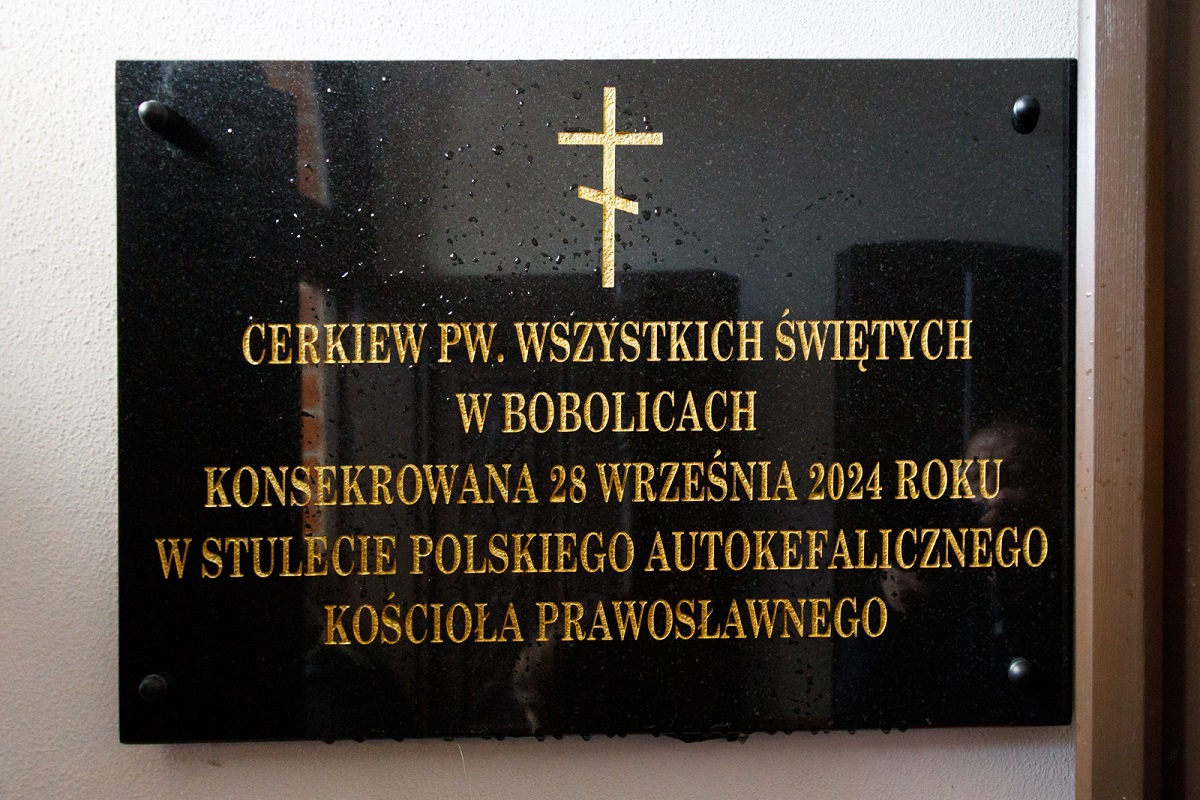 CERKIEW PW. WSZYSTKICH ŚWIĘTYCH
W BOBOLICACH
KONSEKROWANA 28 WRZEŚNIA 2024 ROKU
W STULECIE POLSKIEGO AUTOKEFALICZNEGO
KOŚCIOŁA PRAWOSŁAWNEGO